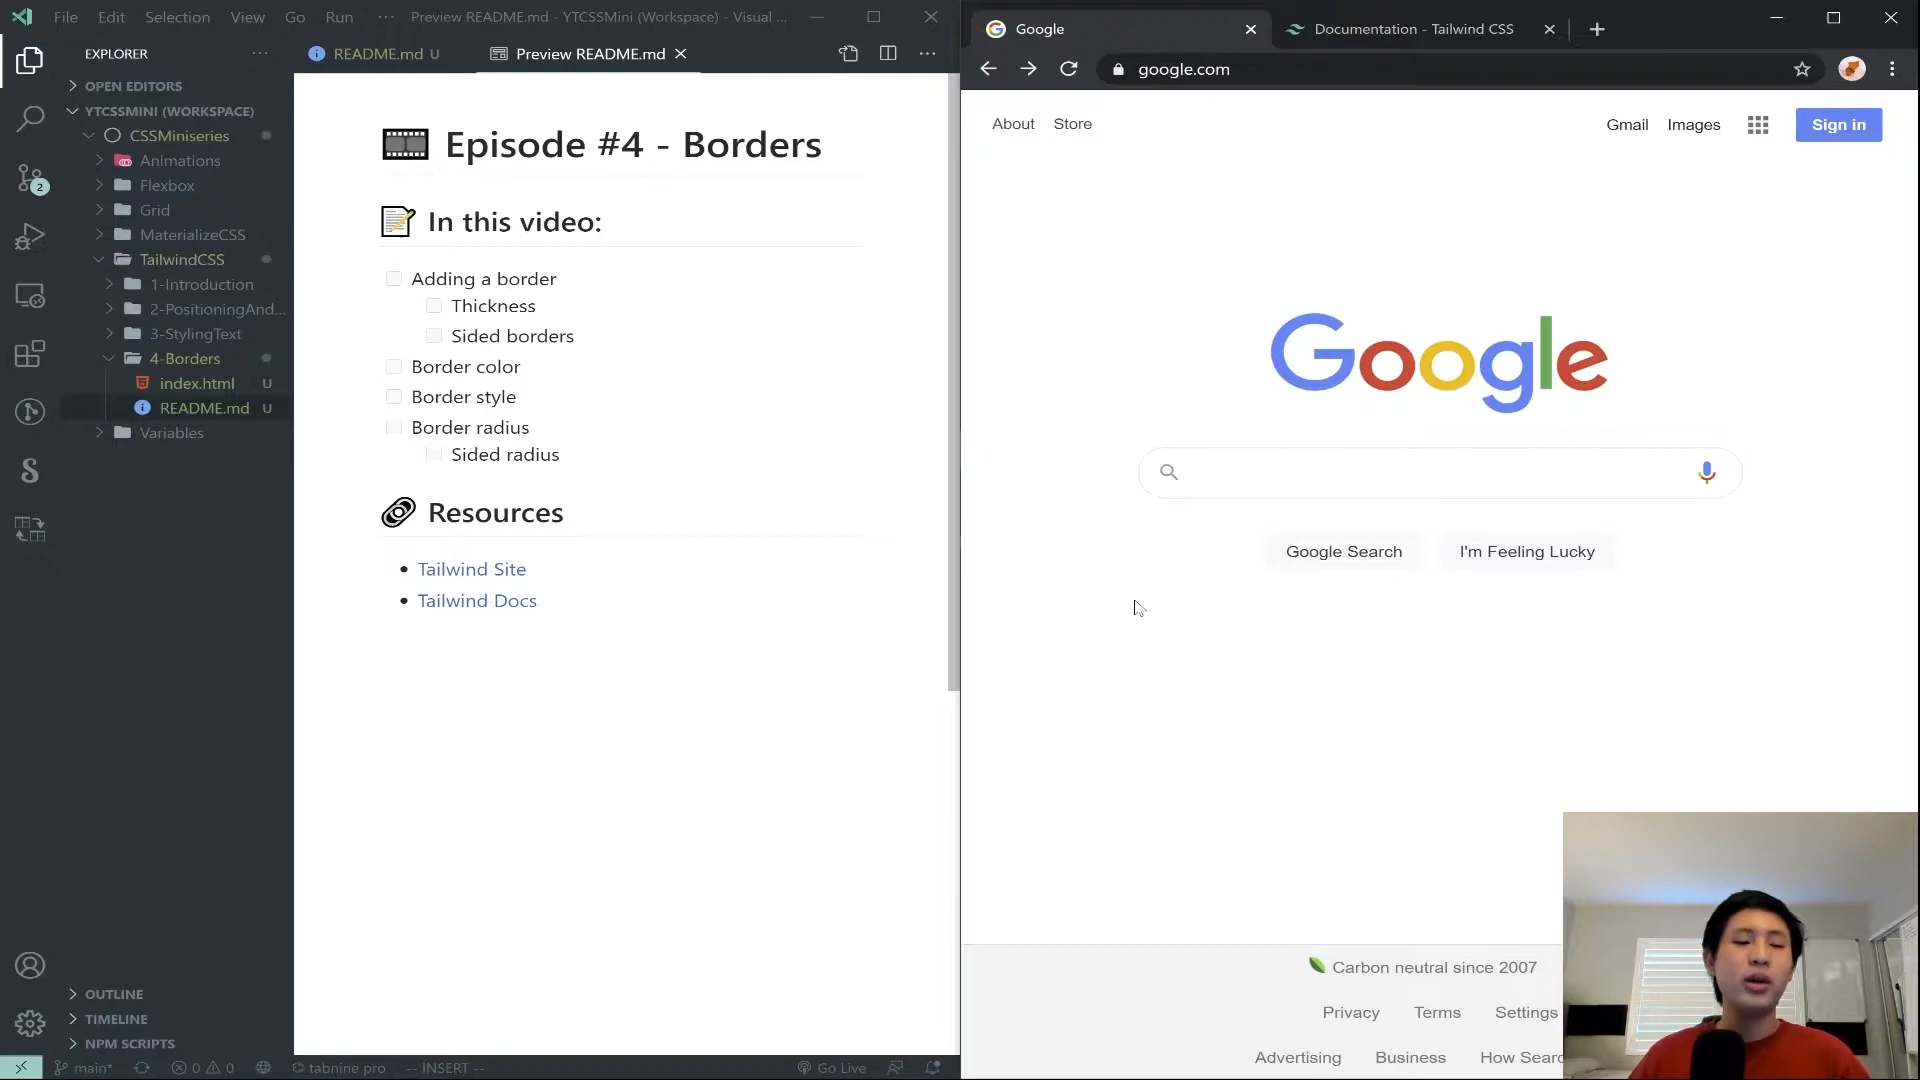 File Edit Selection View Go Run ··· Preview README.md - YTCSSMini (Workspace) - Visual ...
EXPLORER ···
README.md U
Preview README.md
OPEN EDITORS
YTCSSMINI (WORKSPACE)
CSSMiniseries
Animations
Flexbox
Grid
MaterializeCSS
TailwindCSS
1-Introduction
2-PositioningAnd...
3-StylingText
4-Borders
index.html U
README.md U
Variables
2
OUTLINE
TIMELINE
NPM SCRIPTS
Episode #4 - Borders
In this video:
Adding a border
Thickness
Sided borders
Border color
Border style
Border radius
Sided radius
Resources
• Tailwind Site
• Tailwind Docs
main* 0 0 tabnine pro -- INSERT -- Go Live
Google
Documentation - Tailwind CSS
google.com
About Store
Gmail Images Sign in
Google
Google Search I'm Feeling Lucky
Carbon neutral since 2007
Privacy Terms Settings
Advertising Business How Searc